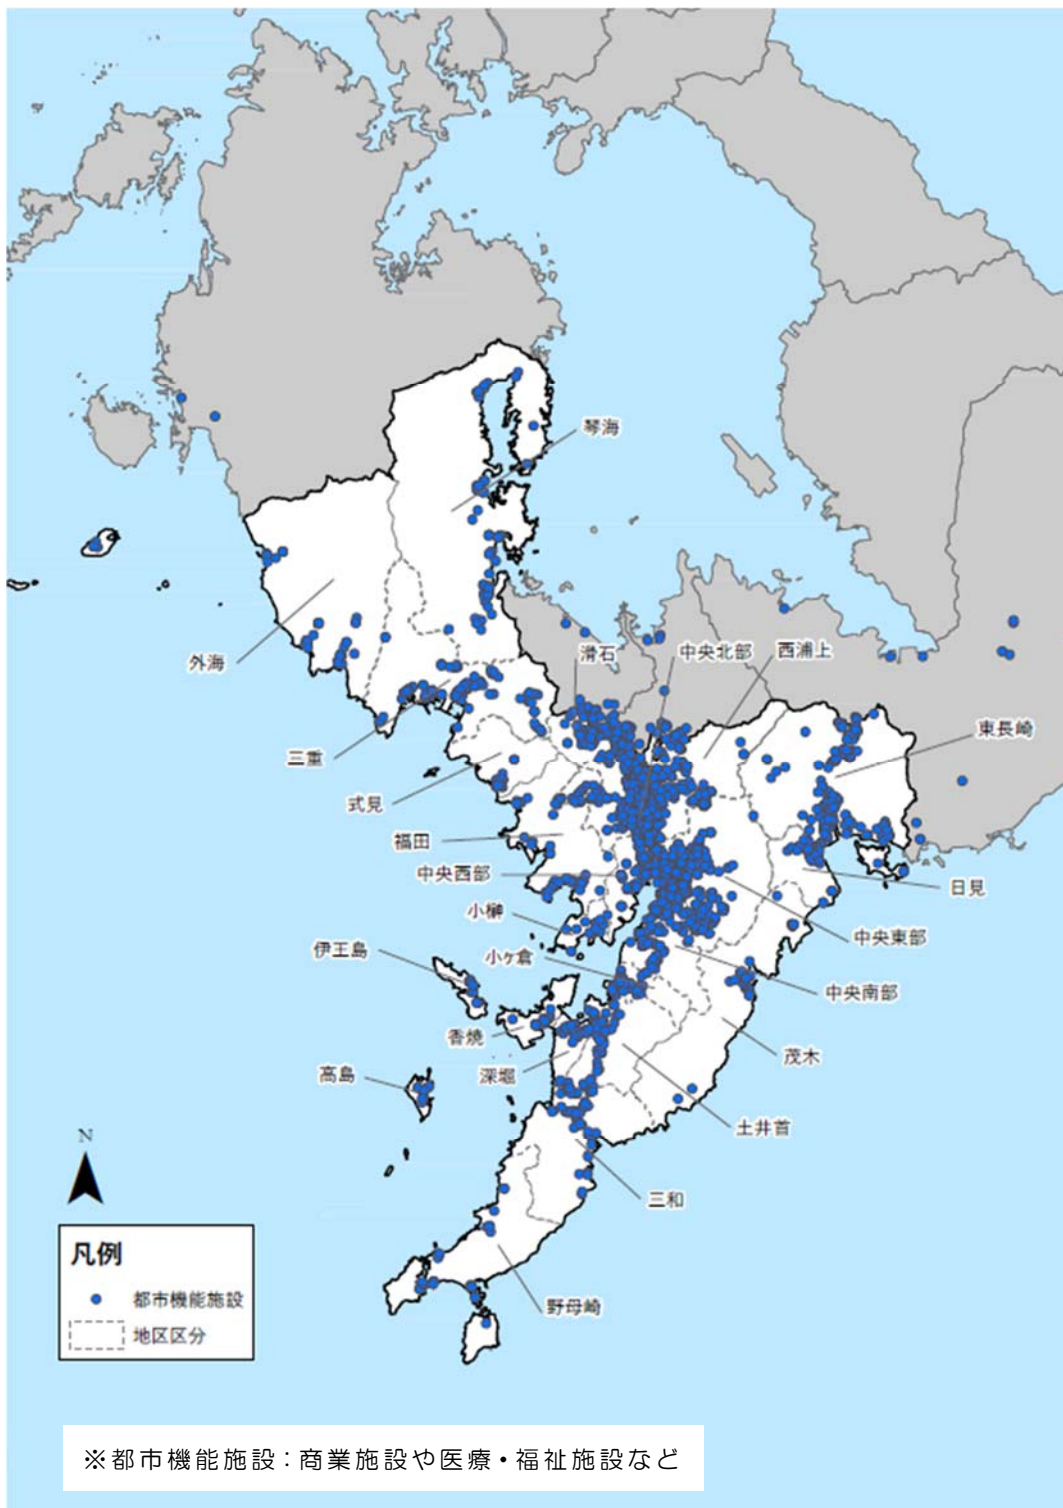 琴海
外海
滑石
中央北部
西浦上
東長崎
三重
式見
福田
中央西部
日見
小榊
中央東部
伊王島
小ヶ倉
中央南部
香焼
茂木
高島
深堀
土井首
N
三和
凡例
都市機能施設
地区区分
野母崎
※都市機能施設：商業施設や医療・福祉施設など